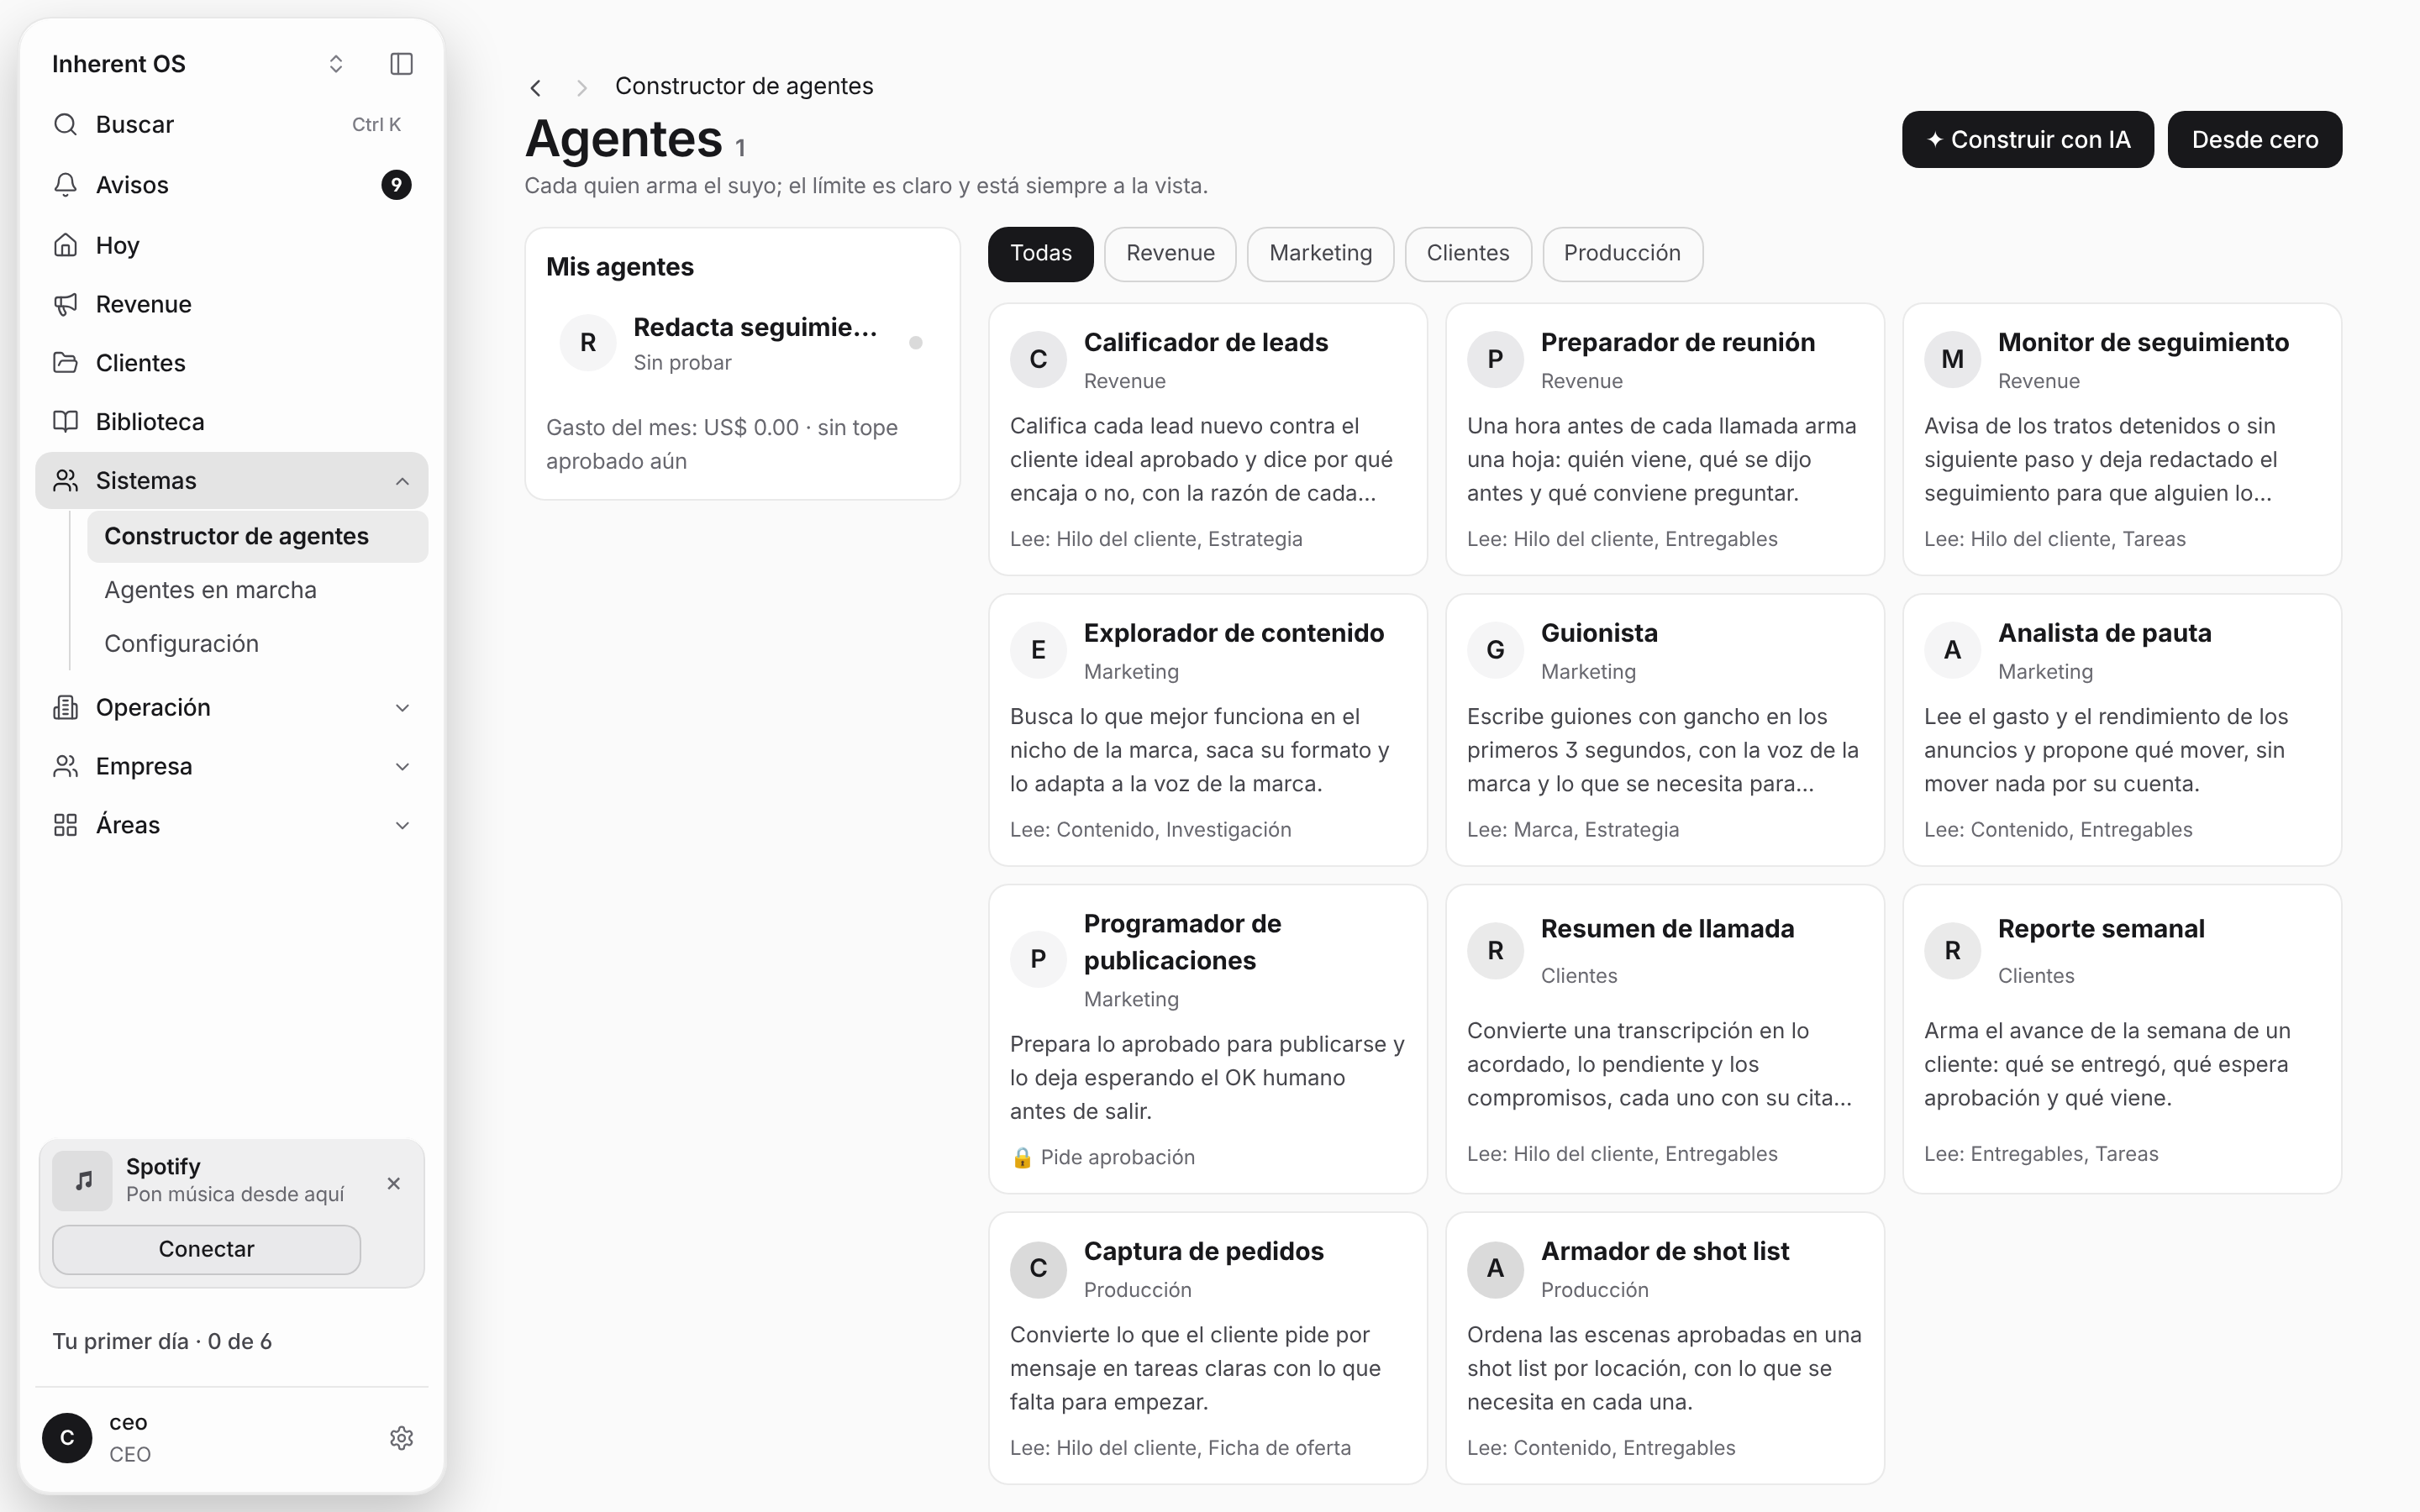 Inherent OS
Buscar
Ctrl K
Avisos
9
Hoy
Revenue
Clientes
Biblioteca
Sistemas
Constructor de agentes
Agentes en marcha
Configuración
Operación
Empresa
Áreas
Spotify
Pon música desde aquí
Conectar
Tu primer día · 0 de 6
C
ceo
CEO
Constructor de agentes
Agentes 1
Cada quien arma el suyo; el límite es claro y está siempre a la vista.
✦ Construir con IA
Desde cero
Mis agentes
R
Redacta seguimie...
Sin probar
Gasto del mes: US$ 0.00 · sin tope
aprobado aún
Todas
Revenue
Marketing
Clientes
Producción
C
Calificador de leads
Revenue
Califica cada lead nuevo contra el
cliente ideal aprobado y dice por qué
encaja o no, con la razón de cada...
Lee: Hilo del cliente, Estrategia
P
Preparador de reunión
Revenue
Una hora antes de cada llamada arma
una hoja: quién viene, qué se dijo
antes y qué conviene preguntar.
Lee: Hilo del cliente, Entregables
M
Monitor de seguimiento
Revenue
Avisa de los tratos detenidos o sin
siguiente paso y deja redactado el
seguimiento para que alguien lo...
Lee: Hilo del cliente, Tareas
E
Explorador de contenido
Marketing
Busca lo que mejor funciona en el
nicho de la marca, saca su formato y
lo adapta a la voz de la marca.
Lee: Contenido, Investigación
G
Guionista
Marketing
Escribe guiones con gancho en los
primeros 3 segundos, con la voz de la
marca y lo que se necesita para...
Lee: Marca, Estrategia
A
Analista de pauta
Marketing
Lee el gasto y el rendimiento de los
anuncios y propone qué mover, sin
mover nada por su cuenta.
Lee: Contenido, Entregables
P
Programador de
publicaciones
Marketing
Prepara lo aprobado para publicarse y
lo deja esperando el OK humano
antes de salir.
🔒 Pide aprobación
R
Resumen de llamada
Clientes
Convierte una transcripción en lo
acordado, lo pendiente y los
compromisos, cada uno con su cita...
Lee: Hilo del cliente, Entregables
R
Reporte semanal
Clientes
Arma el avance de la semana de un
cliente: qué se entregó, qué espera
aprobación y qué viene.
Lee: Entregables, Tareas
C
Captura de pedidos
Producción
Convierte lo que el cliente pide por
mensaje en tareas claras con lo que
falta para empezar.
Lee: Hilo del cliente, Ficha de oferta
A
Armador de shot list
Producción
Ordena las escenas aprobadas en una
shot list por locación, con lo que se
necesita en cada una.
Lee: Contenido, Entregables